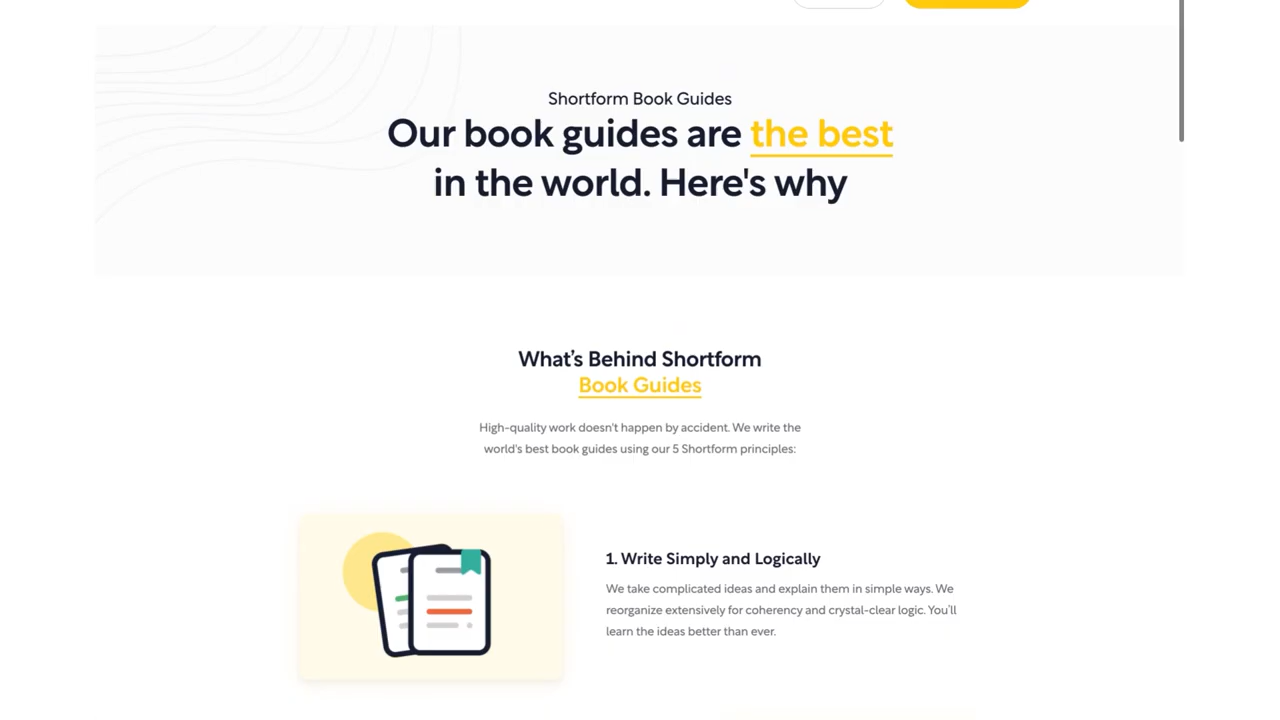 Shortform Book Guides
Our book guides are the best
in the world. Here's why
What’s Behind Shortform
Book Guides
High-quality work doesn't happen by accident. We write the
world's best book guides using our 5 Shortform principles:
1. Write Simply and Logically
We take complicated ideas and explain them in simple ways. We
reorganize extensively for coherency and crystal-clear logic. You’ll
learn the ideas better than ever.